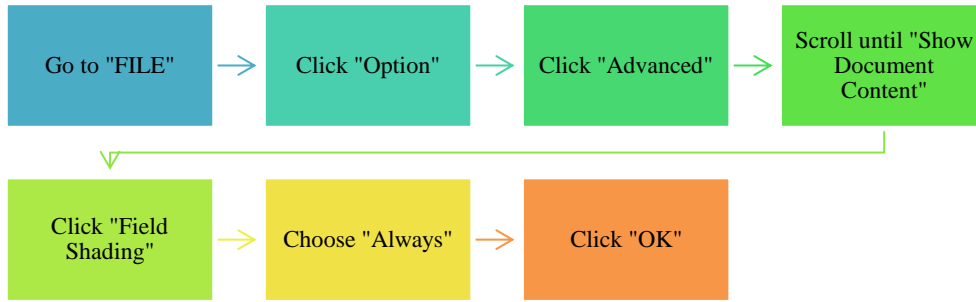 Go to "FILE"
Click "Option"
Click "Advanced"
Scroll until "Show
Document
Content"
Click "Field
Shading"
Choose "Always"
Click "OK"